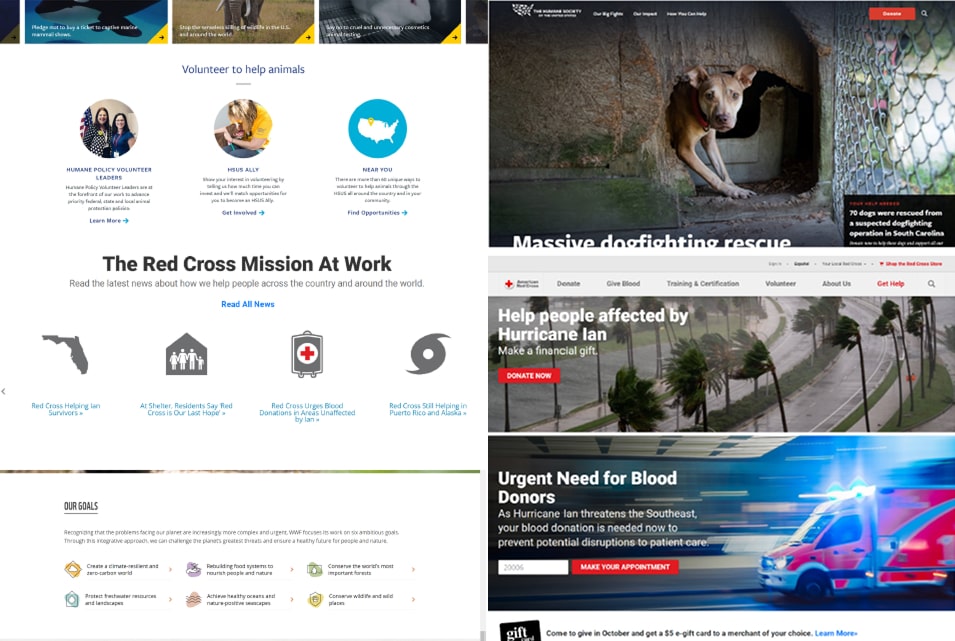 Pledge not to buy a ticket to captive marine
mammal shows.
Stop the senseless killing of wildlife in the U.S.
and around the world.
Say no to cruel and unnecessary cosmetics
animal testing.
Volunteer to help animals
HUMANE POLICY VOLUNTEER
LEADERS
Humane Policy Volunteer Leaders are at
the forefront of our work to advance
priority federal, state and local animal
protection policies.
Learn More
HSUS ALLY
Show your interest in volunteering by
telling us how much time you can
invest and we'll match opportunities for
you to become an HSUS Ally.
Get Involved
NEAR YOU
There are more than 60 unique ways to
volunteer to help animals through the
HSUS all around the country and in your
community.
Find Opportunities
The Red Cross Mission At Work
Read the latest news about how we help people across the country and around the world.
Read All News
Red Cross Helping Ian
Survivors »
At Shelter, Residents Say 'Red
Cross is Our Last Hope' »
Red Cross Urges Blood
Donations in Areas Unaffected
by Ian »
Red Cross Still Helping in
Puerto Rico and Alaska »
OUR GOALS
Recognizing that the problems facing our planet are increasingly more complex and urgent, WWF focuses its work on six ambitious goals.
Through this integrative approach, we can challenge the planet's greatest threats and ensure a healthy future for people and nature.
Create a climate-resilient and
zero-carbon world
Rebuilding food systems to
nourish people and nature
Conserve the world's most
important forests
Protect freshwater resources
and landscapes
Achieve healthy oceans and
nature-positive seascapes
Conserve wildlife and wild
places
THE HUMANE SOCIETY
OF THE UNITED STATES
Our Big Fights
Our Impact
How You Can Help
Donate
YOUR HELP NEEDED
70 dogs were rescued from
a suspected dogfighting
operation in South Carolina
Donate now to help these dogs and support all our
Massive dogfighting rescue
Sign In
Español
Your Local Red Cross
Shop the Red Cross Store
American
Red Cross
Donate
Give Blood
Training & Certification
Volunteer
About Us
Get Help
Help people affected by
Hurricane Ian
Make a financial gift.
DONATE NOW
Urgent Need for Blood
Donors
As Hurricane Ian threatens the Southeast,
your blood donation is needed now to
prevent potential disruptions to patient care.
20006
MAKE YOUR APPOINTMENT
gift
card
Come to give in October and get a $5 e-gift card to a merchant of your choice. Learn More»